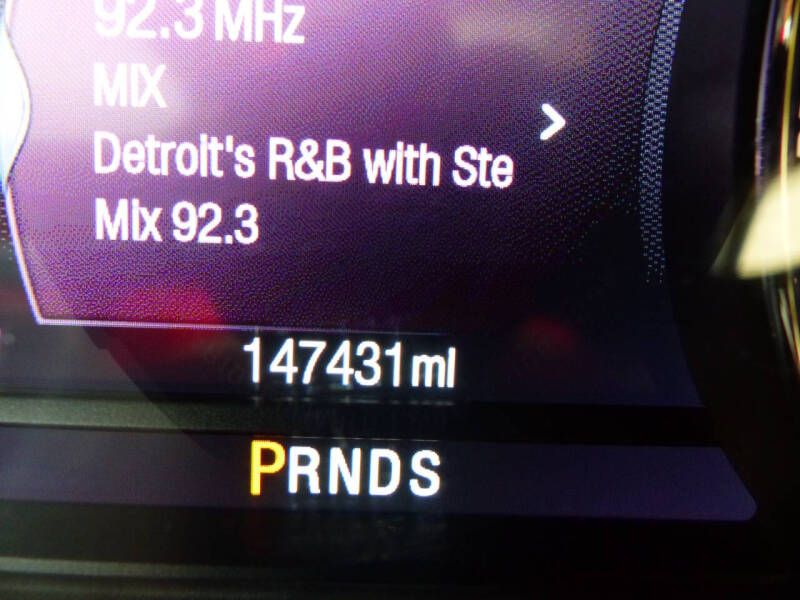 92.3 MHz
MIX
Detroit's R&B with Ste
Mix 92.3
147431mi
PRNDS